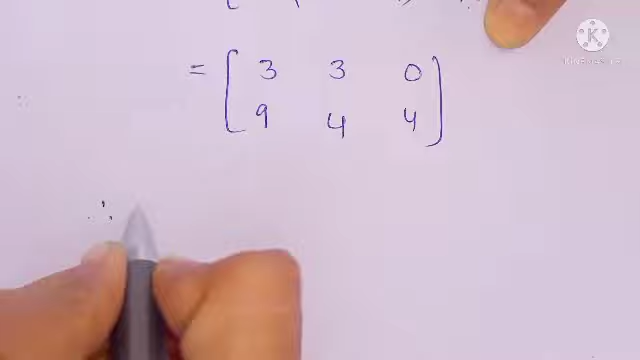 = [ 3 3 0
9 4 4 ]
∴